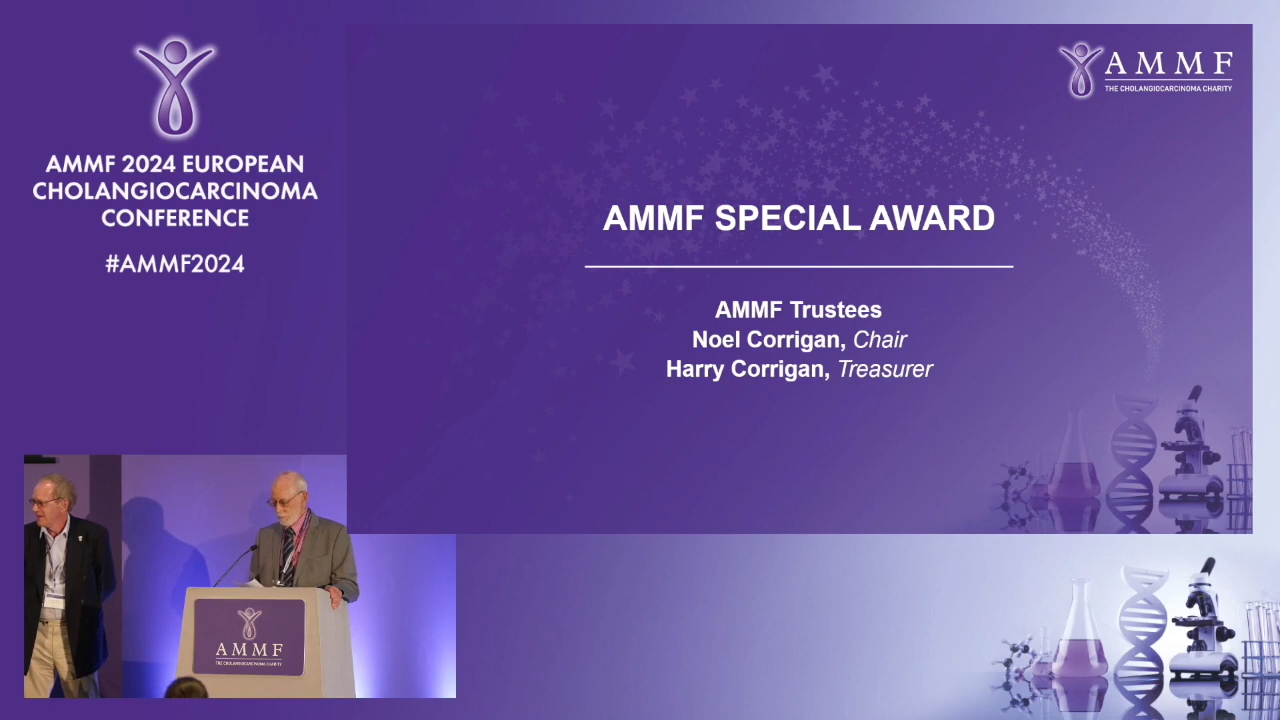 AMMF 2024 EUROPEAN
CHOLANGIOCARCINOMA
CONFERENCE
#AMMF2024
AMMF
THE CHOLANGIOCARCINOMA CHARITY
AMMF SPECIAL AWARD
AMMF Trustees
Noel Corrigan, Chair
Harry Corrigan, Treasurer
AMMF
THE CHOLANGIOCARCINOMA CHARITY